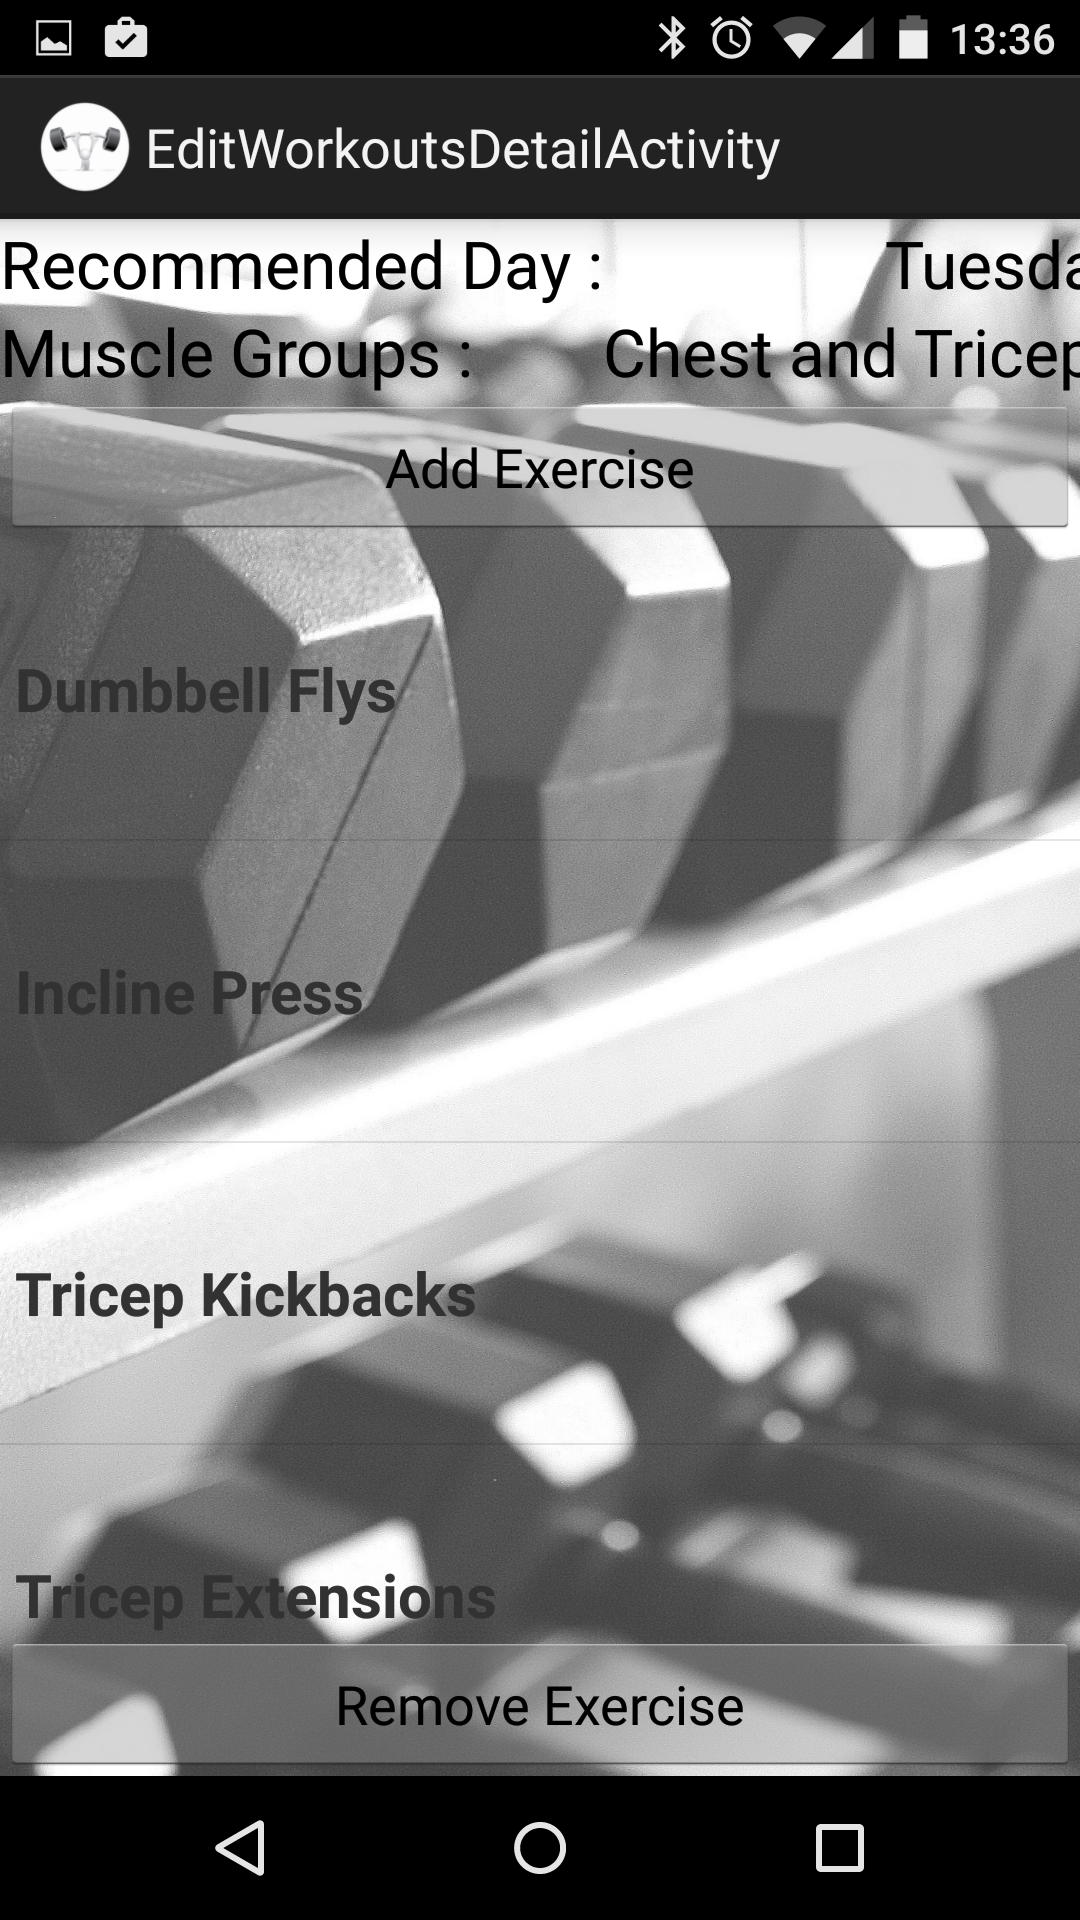 13:36
EditWorkoutsDetailActivity
Recommended Day : Tuesda
Muscle Groups : Chest and Tricep
Add Exercise
Dumbbell Flys
Incline Press
Tricep Kickbacks
Tricep Extensions
Remove Exercise